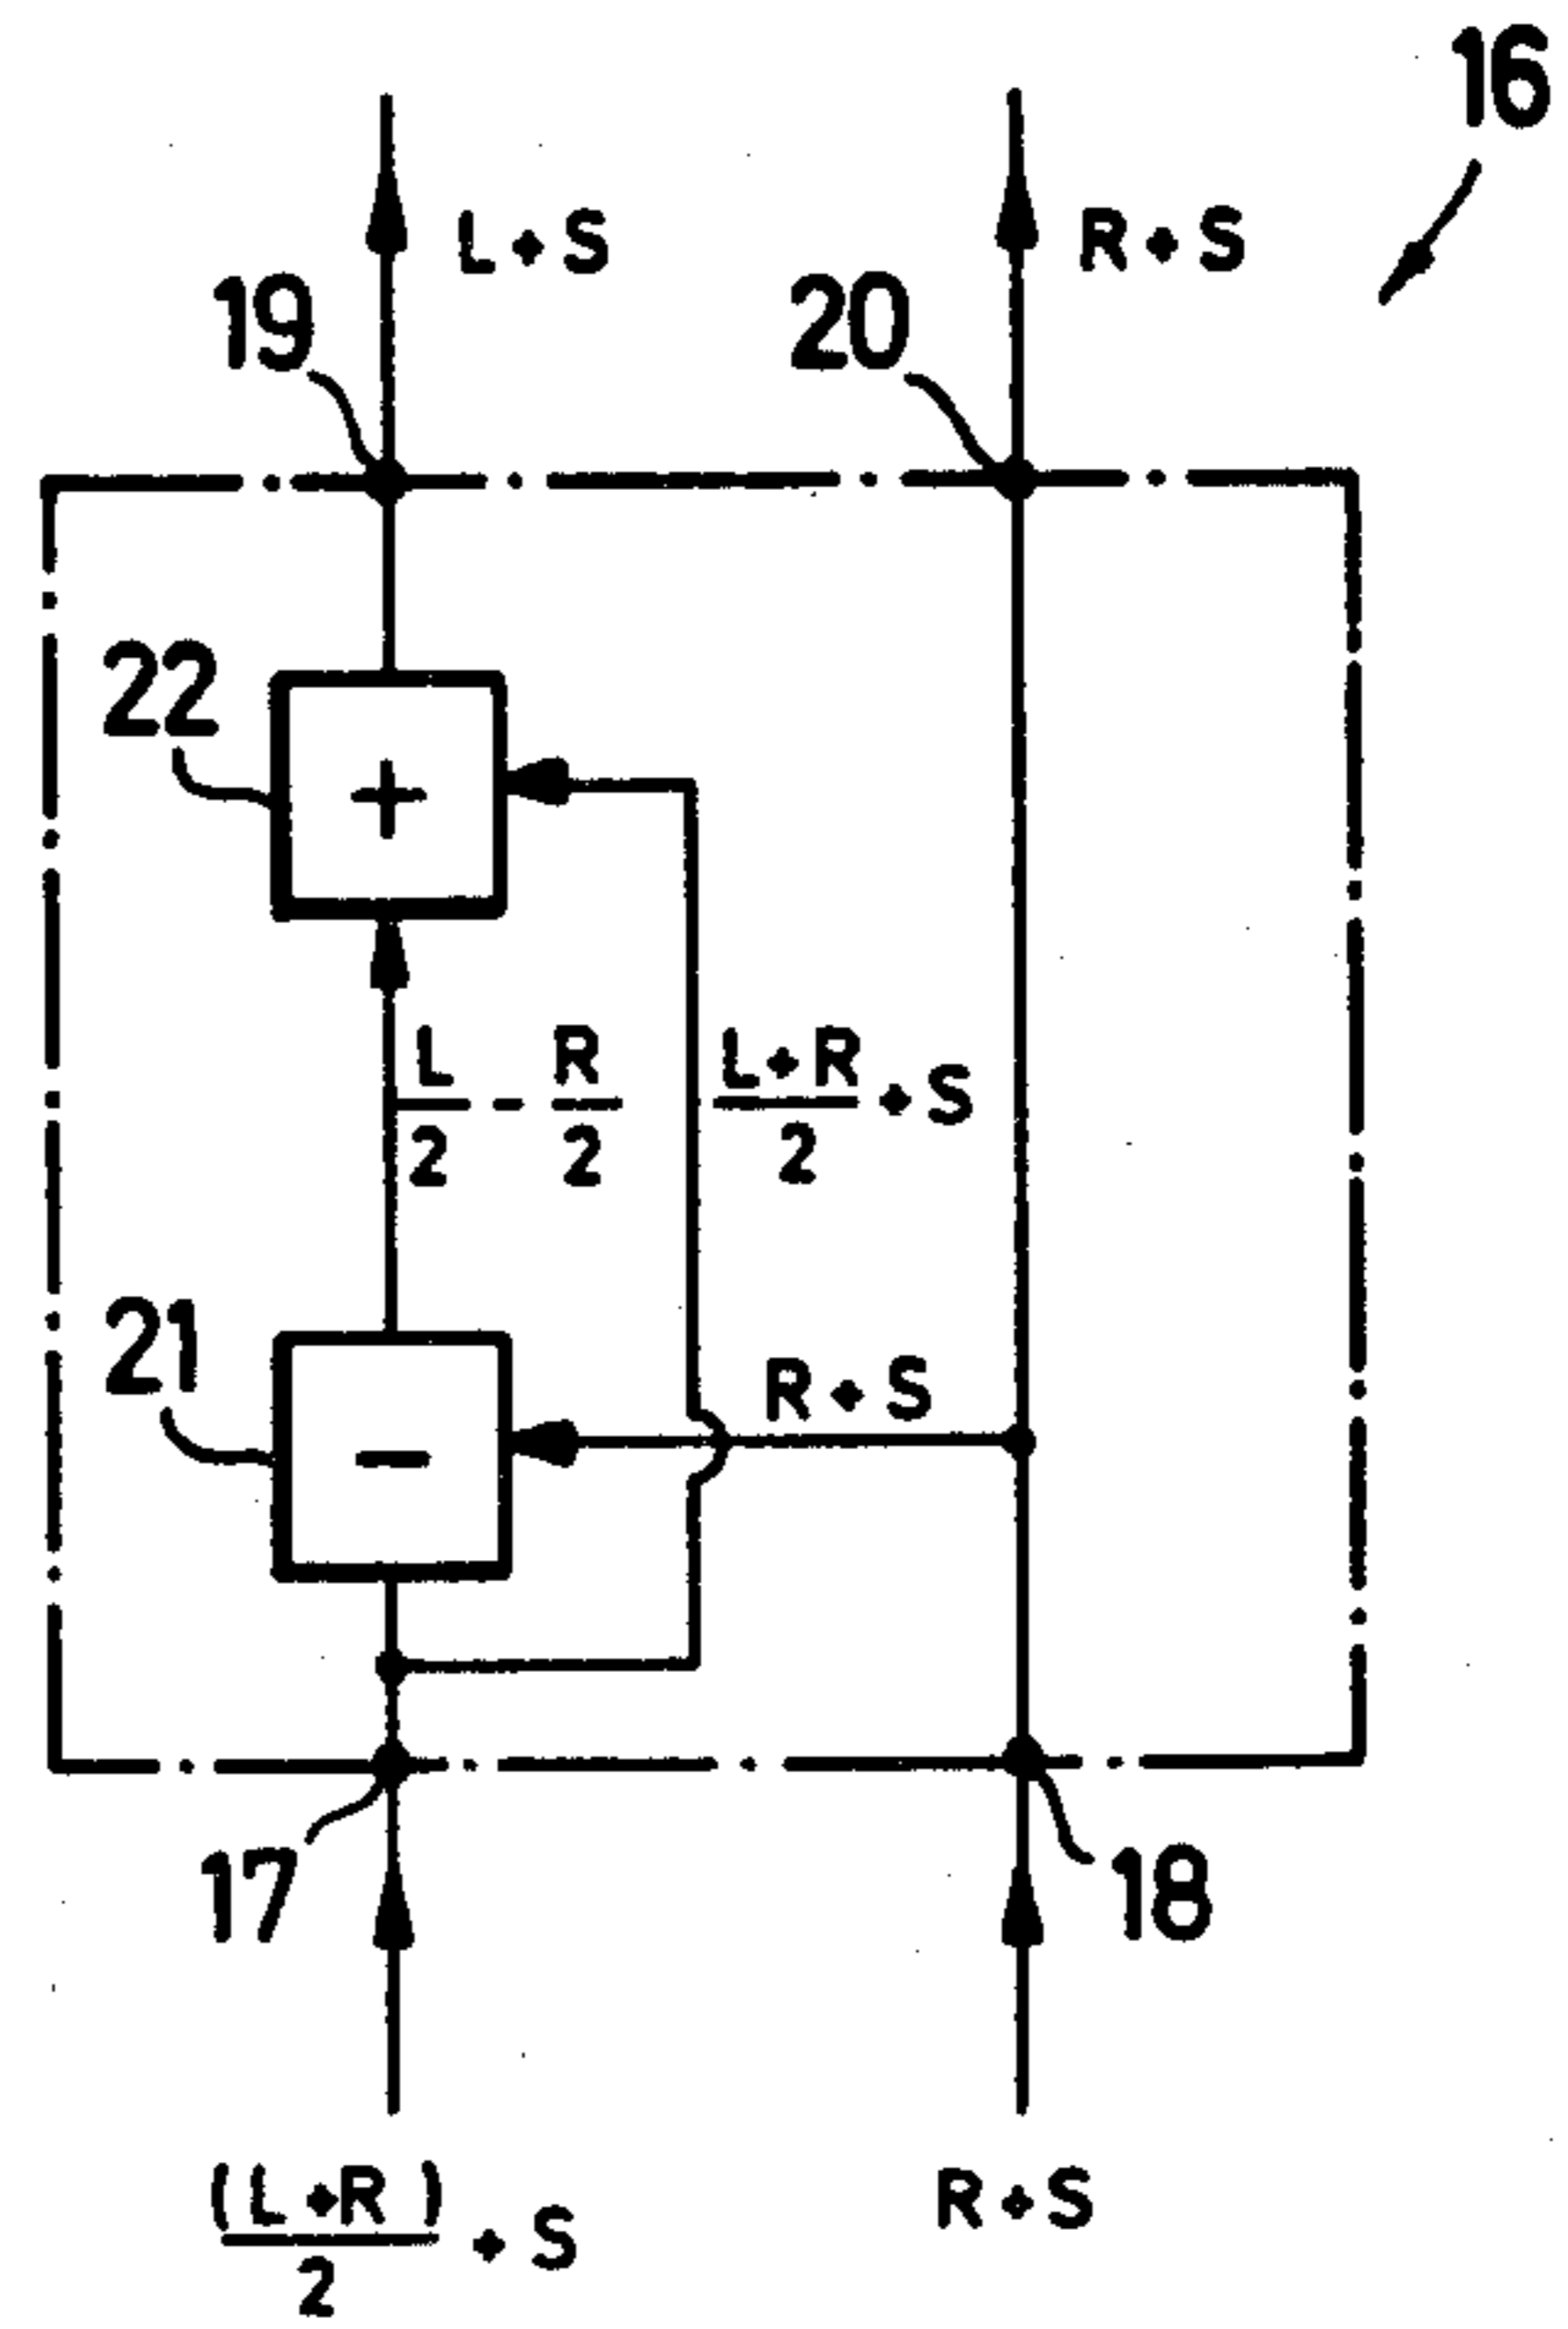 16
L+S
R+S
19
20
22
+
L/2 - R/2
L+R/2 + S
21
-
R+S
17
18
(L+R)/2 + S
R+S